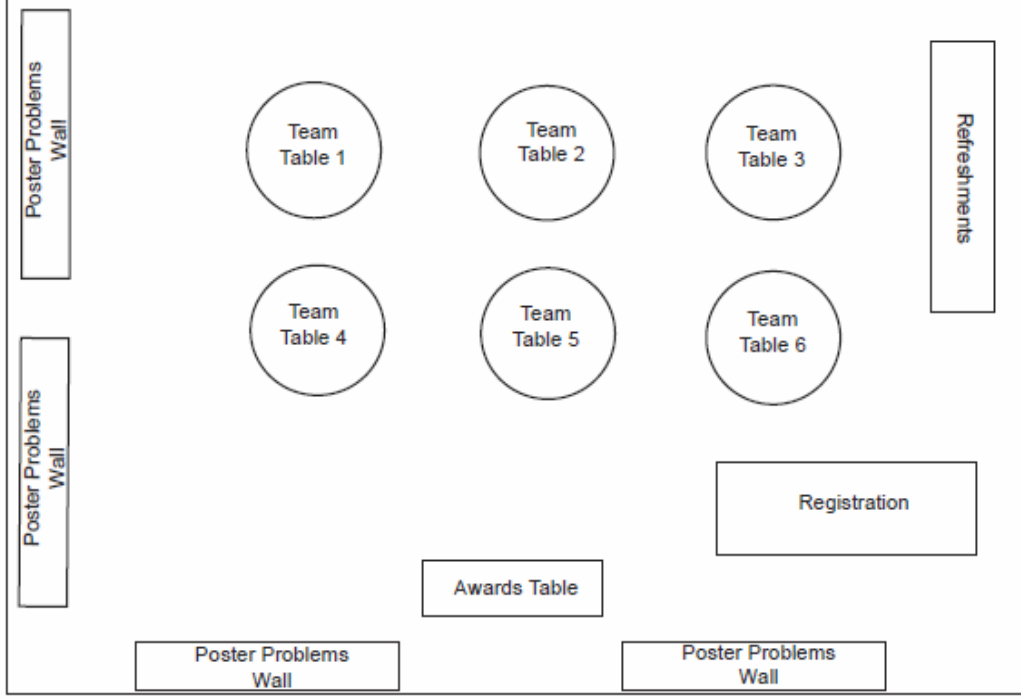 Poster Problems
Wall
Team
Table 1
Team
Table 2
Team
Table 3
Refreshments
Team
Table 4
Team
Table 5
Team
Table 6
Poster Problems
Wall
Registration
Awards Table
Poster Problems
Wall
Poster Problems
Wall